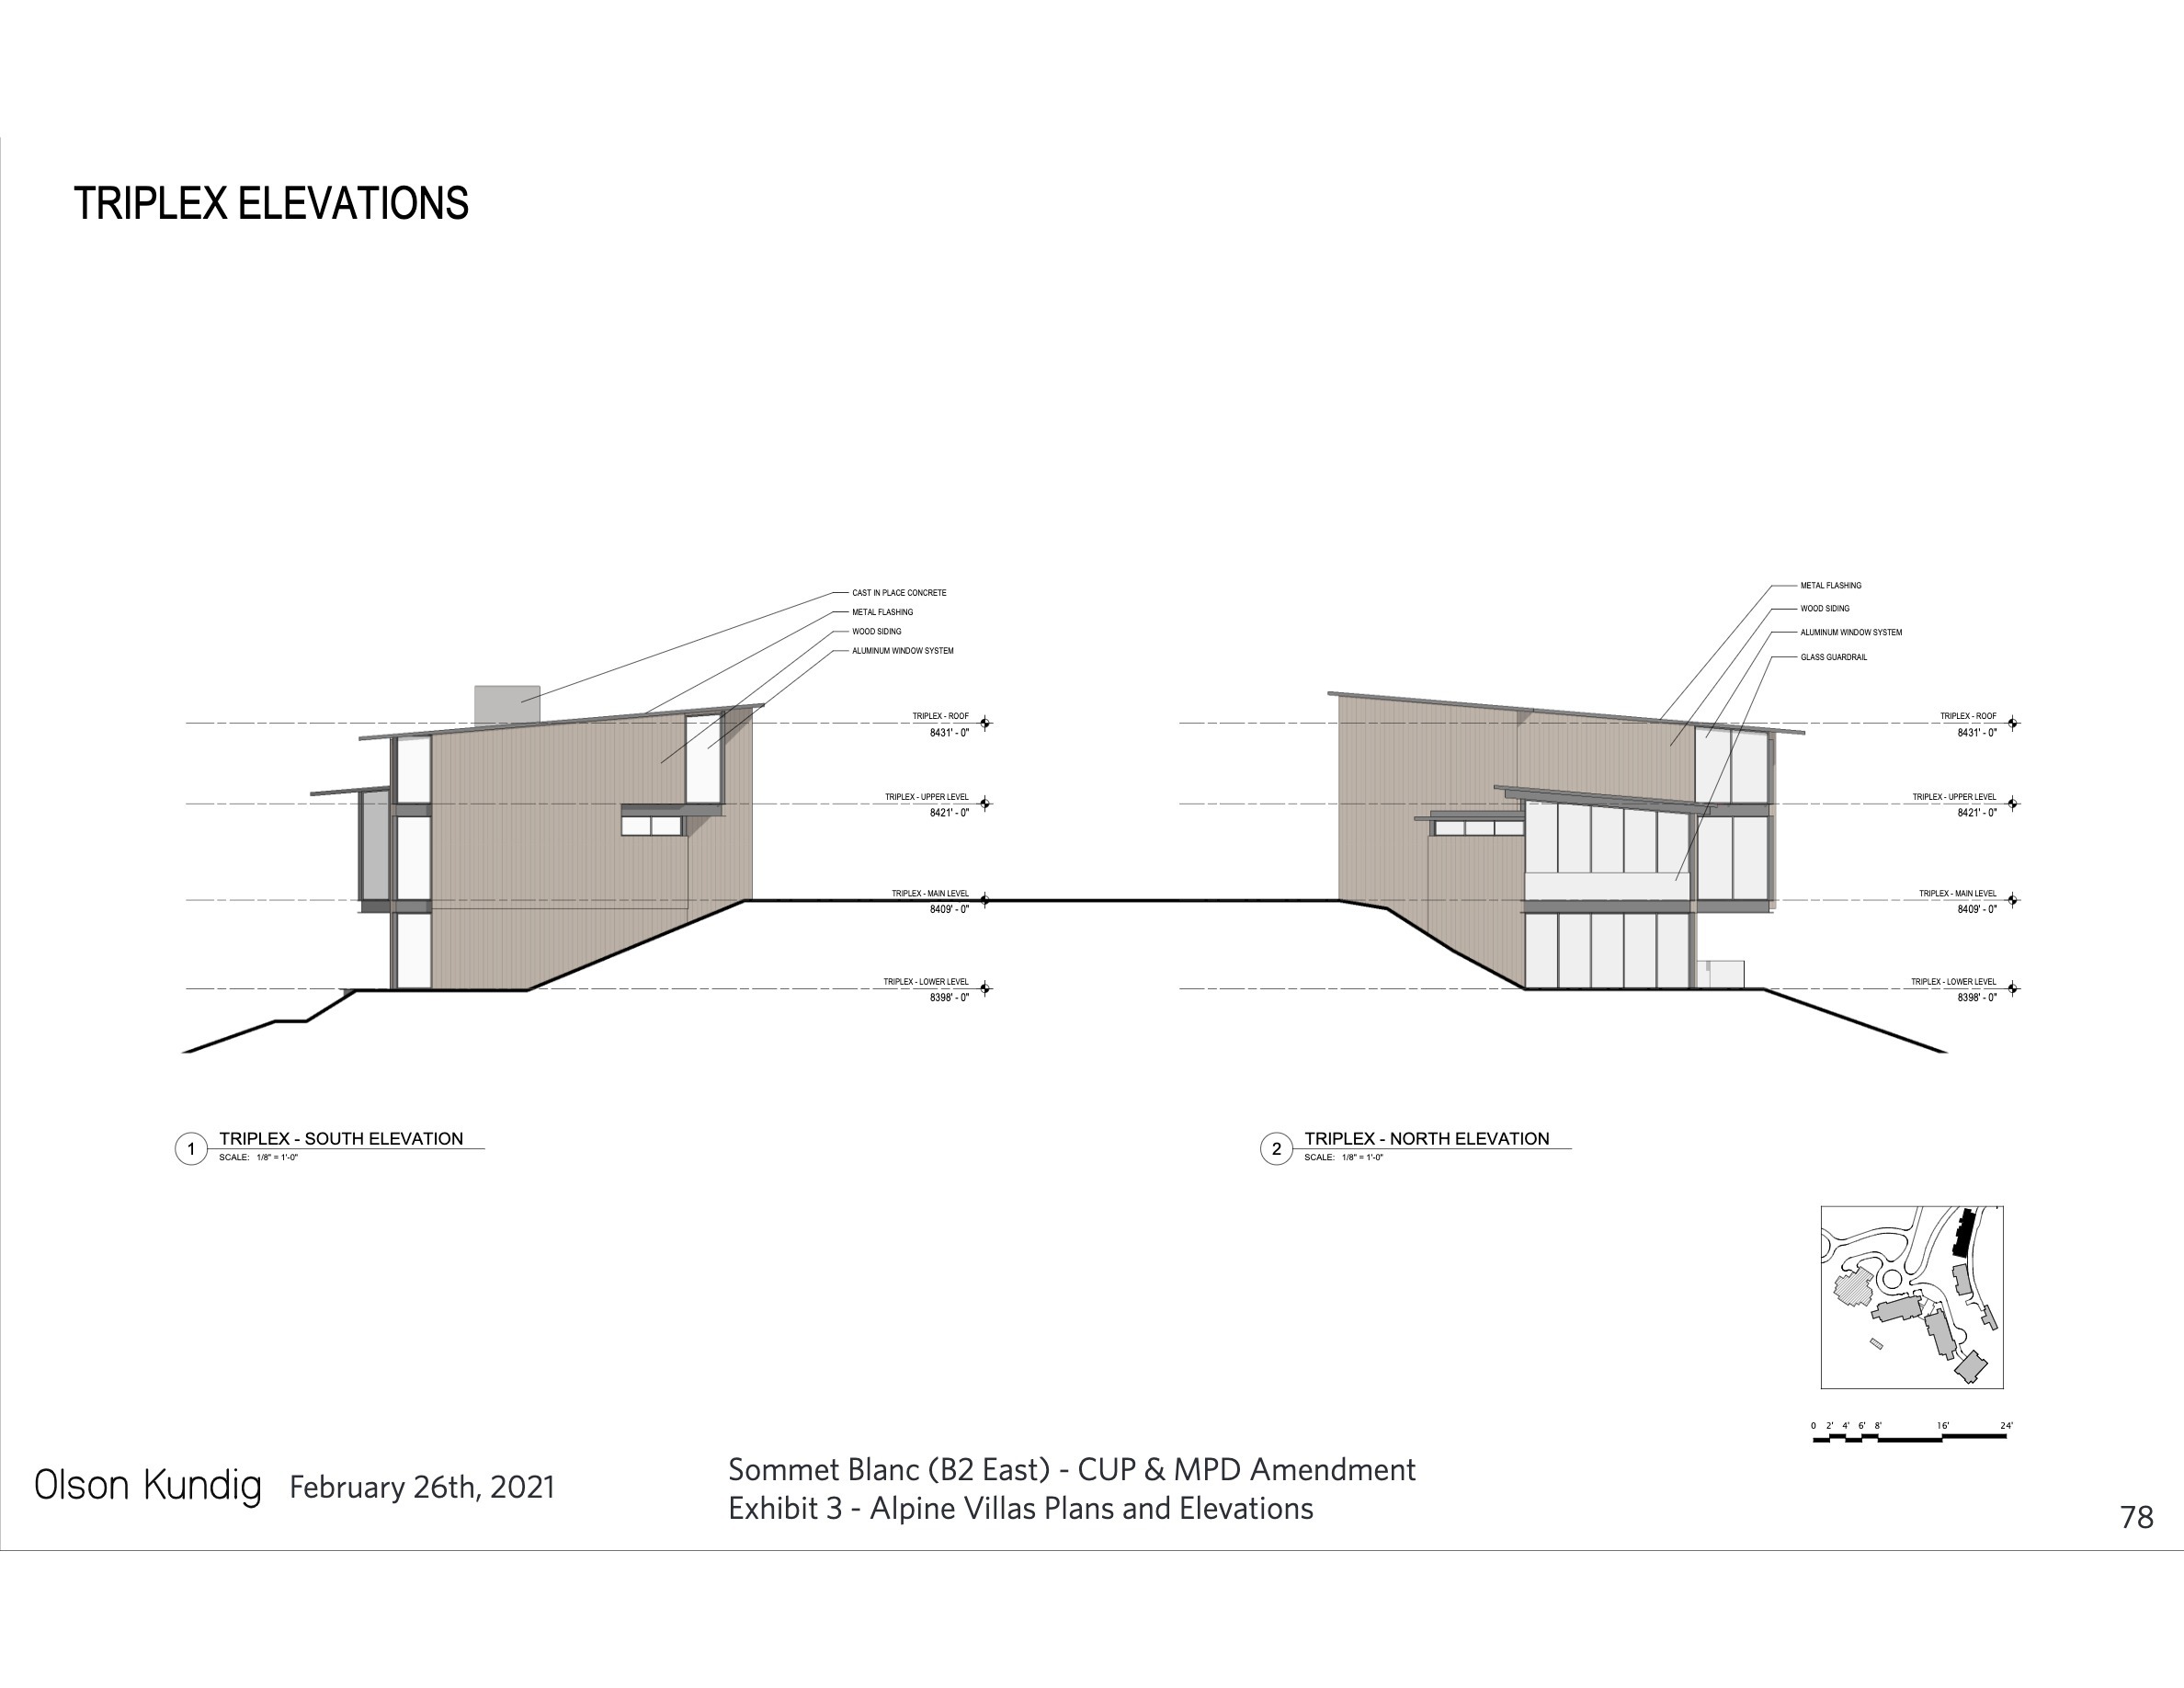 TRIPLEX ELEVATIONS
CAST IN PLACE CONCRETE
METAL FLASHING
WOOD SIDING
ALUMINUM WINDOW SYSTEM
TRIPLEX - ROOF
8431' - 0"
TRIPLEX - UPPER LEVEL
8421' - 0"
TRIPLEX - MAIN LEVEL
8409' - 0"
TRIPLEX - LOWER LEVEL
8398' - 0"
1
TRIPLEX - SOUTH ELEVATION
SCALE: 1/8" = 1'-0"
METAL FLASHING
WOOD SIDING
ALUMINUM WINDOW SYSTEM
GLASS GUARDRAIL
TRIPLEX - ROOF
8431' - 0"
TRIPLEX - UPPER LEVEL
8421' - 0"
TRIPLEX - MAIN LEVEL
8409' - 0"
TRIPLEX - LOWER LEVEL
8398' - 0"
2
TRIPLEX - NORTH ELEVATION
SCALE: 1/8" = 1'-0"
0 2' 4' 6' 8' 16' 24'
Olson Kundig February 26th, 2021
Sommet Blanc (B2 East) - CUP & MPD Amendment
Exhibit 3 - Alpine Villas Plans and Elevations
78